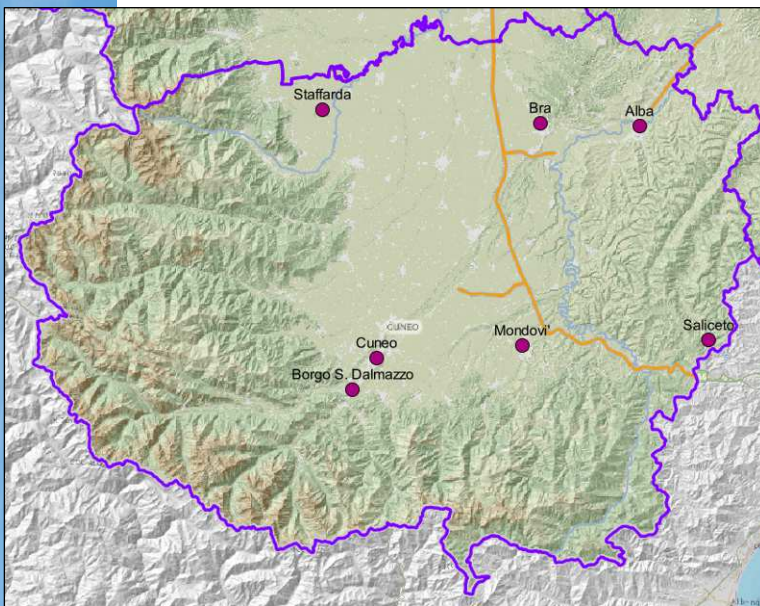 Staffarda
Bra
Alba
CUNEO
Cuneo
Mondovi'
Saliceto
Borgo S. Dalmazzo